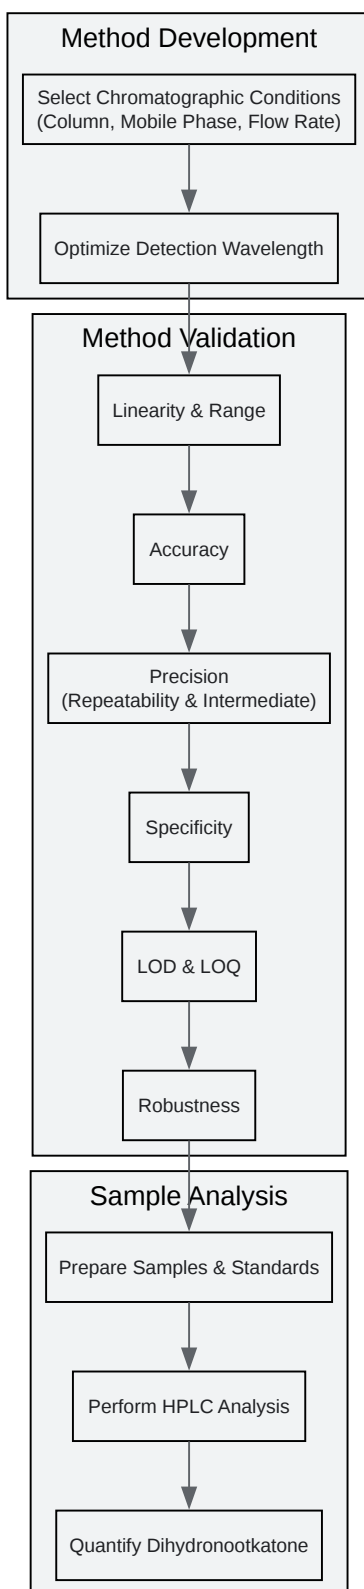 Method Development
Select Chromatographic Conditions
(Column, Mobile Phase, Flow Rate)
Optimize Detection Wavelength
Method Validation
Linearity & Range
Accuracy
Precision
(Repeatability & Intermediate)
Specificity
LOD & LOQ
Robustness
Sample Analysis
Prepare Samples & Standards
Perform HPLC Analysis
Quantify Dihydronootkatone